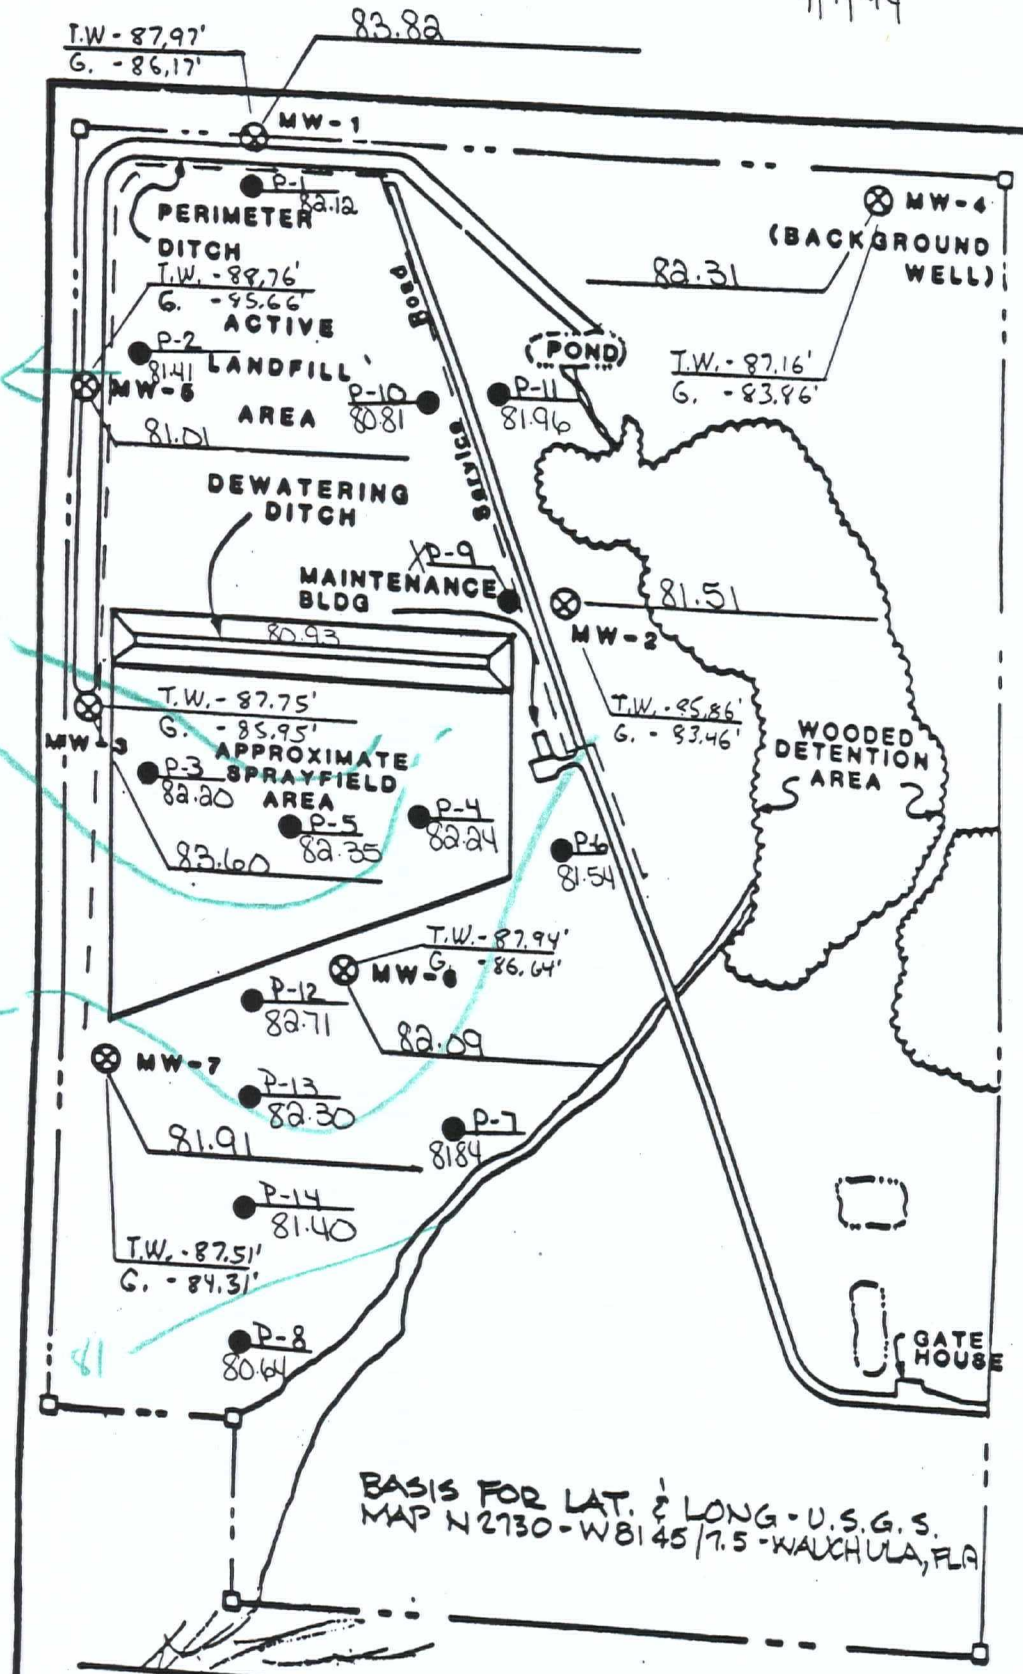 83.82
T.W - 87.97'
G. - 86.17'
MW-1
P-1
82.12
PERIMETER
DITCH
MW-4
(BACKGROUND
WELL)
82.31
T.W. - 88.76'
G. - 85.66'
ACTIVE
LANDFILL
AREA
Road
Service
P-2
81.41
MW-5
81.01
P-10
80.81
(POND)
P-11
81.96
T.W. - 87.16'
G. - 83.86'
DEWATERING
DITCH
XP-9
MAINTENANCE
BLDG
81.51
MW-2
80.93
T.W. - 87.75'
G. - 85.95'
MW-3
T.W. - 85.86'
G. - 83.46'
WOODED
DETENTION
AREA
APPROXIMATE
SPRAYFIELD
AREA
P-3
82.20
P-5
82.35
P-4
82.24
83.60
P-6
81.54
T.W. - 87.94'
G. - 86.64'
MW-6
P-12
82.71
82.09
MW-7
P-13
82.30
P-7
8184
81.91
P-14
81.40
T.W. - 87.51'
G. - 84.31'
81
P-8
80.64
GATE
HOUSE
BASIS FOR LAT. & LONG - U.S.G.S.
MAP N2730-W8145/7.5 - WAUCHULA, FLA